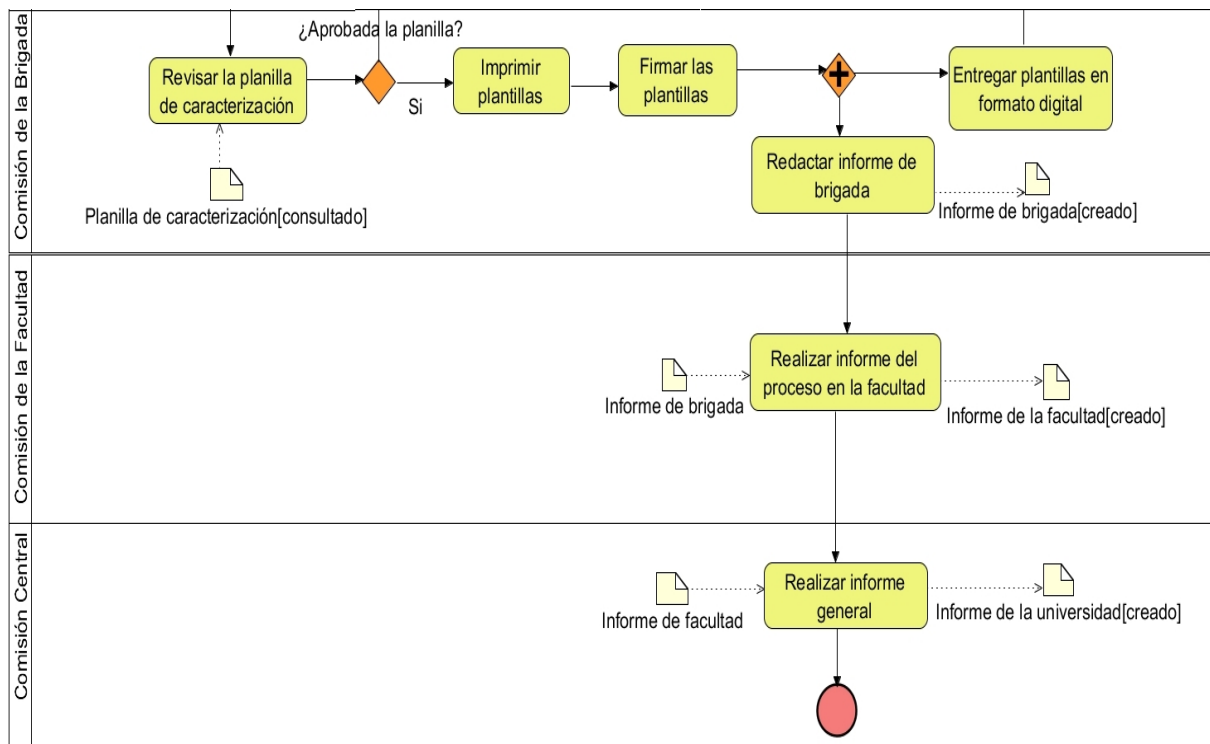 Comisión de la Brigada
¿Aprobada la planilla?
Revisar la planilla
de caracterización
Si
Imprimir
plantillas
Firmar las
plantillas
Entregar plantillas en
formato digital
Redactar informe de
brigada
Planilla de caracterización[consultado]
Informe de brigada[creado]
Comisión de la Facultad
Realizar informe del
proceso en la facultad
Informe de brigada
Informe de la facultad[creado]
Comisión Central
Realizar informe
general
Informe de facultad
Informe de la universidad[creado]